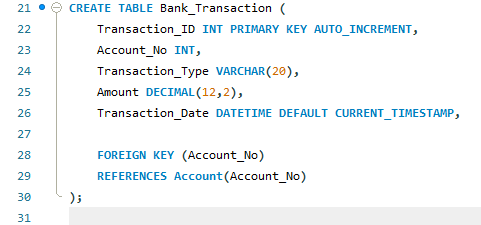 21 CREATE TABLE Bank_Transaction (
22 Transaction_ID INT PRIMARY KEY AUTO_INCREMENT,
23 Account_No INT,
24 Transaction_Type VARCHAR(20),
25 Amount DECIMAL(12,2),
26 Transaction_Date DATETIME DEFAULT CURRENT_TIMESTAMP,
27
28 FOREIGN KEY (Account_No)
29 REFERENCES Account(Account_No)
30 );
31